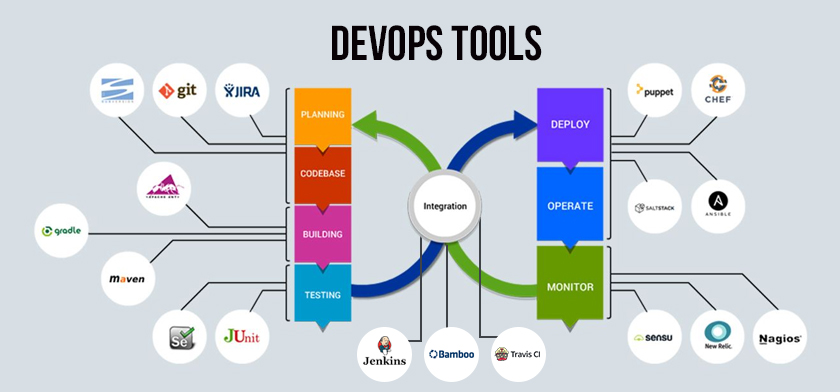 DEVOPS TOOLS
git
JIRA
PLANNING
CODEBASE
BUILDING
TESTING
gradle
maven
Se
JUnit
Integration
Jenkins
Bamboo
Travis CI
DEPLOY
OPERATE
MONITOR
puppet
CHEF
SALTSTACK
ANSIBLE
sensu
New Relic.
Nagios®